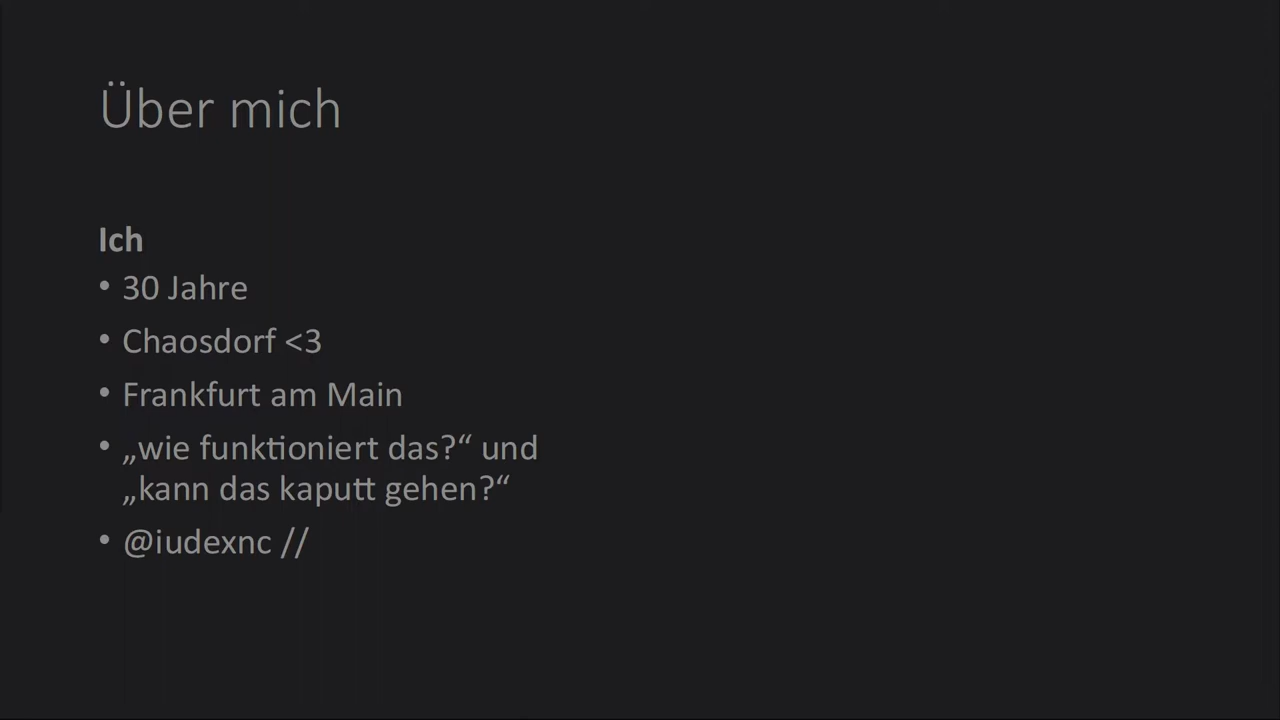 Über mich
Ich
• 30 Jahre
• Chaosdorf <3
• Frankfurt am Main
• „wie funktioniert das?“ und
„kann das kaputt gehen?“
• @iudexnc //